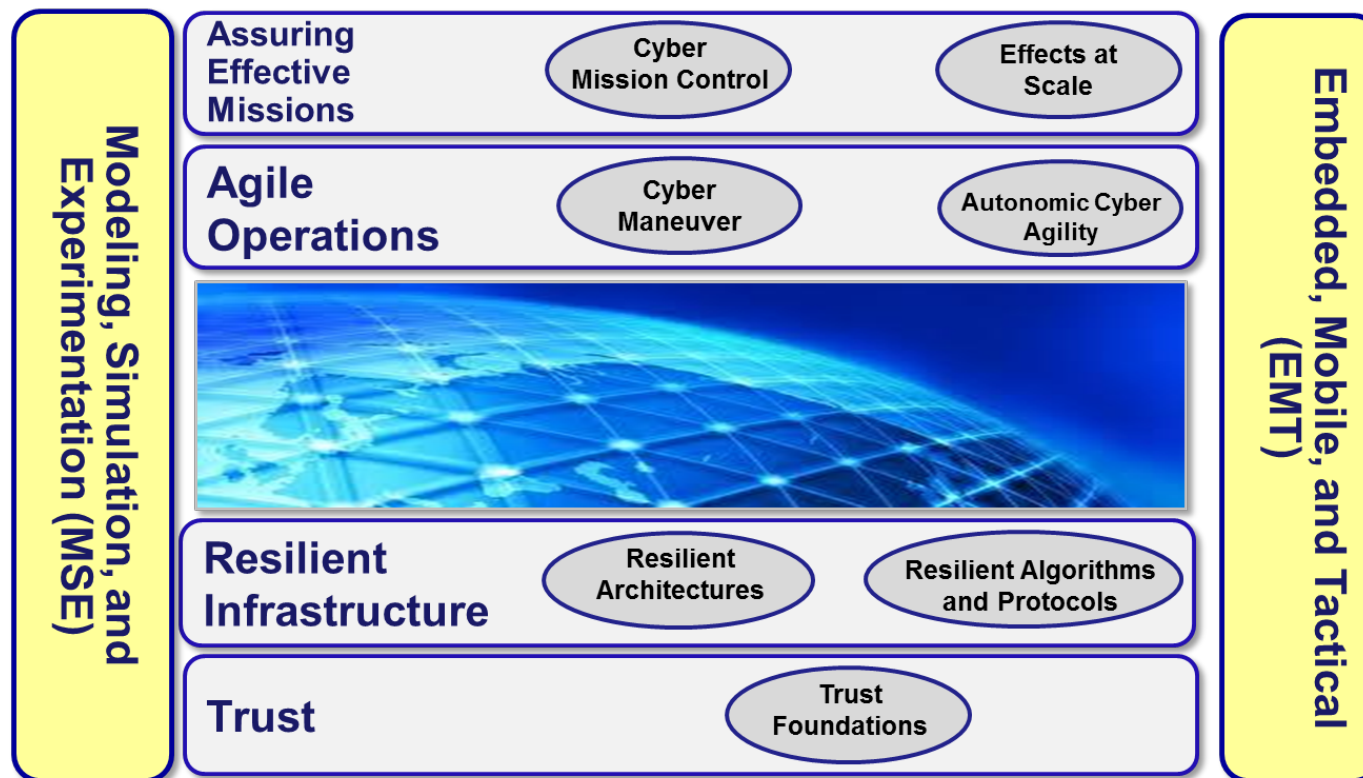 Modeling, Simulation, and
Experimentation (MSE)
Assuring
Effective
Missions
Cyber
Mission Control
Effects at
Scale
Agile
Operations
Cyber
Maneuver
Autonomic Cyber
Agility
Resilient
Infrastructure
Resilient
Architectures
Resilient Algorithms
and Protocols
Trust
Trust
Foundations
Embedded, Mobile, and Tactical
(EMT)